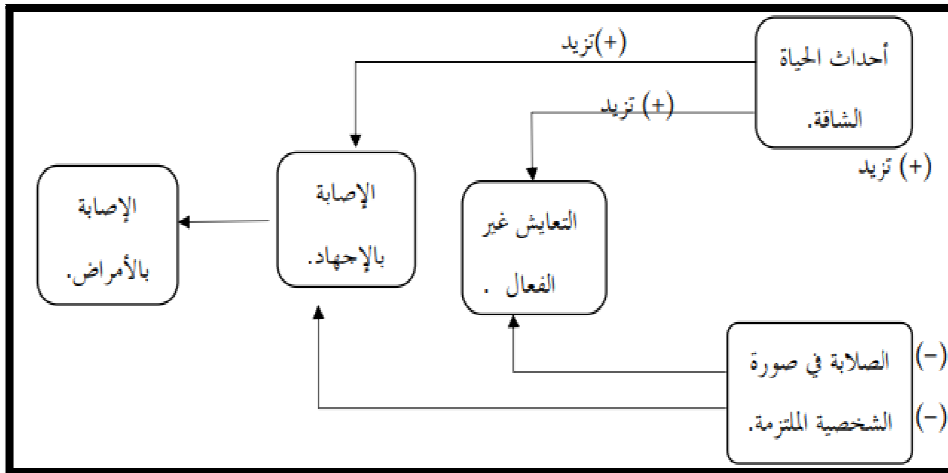 (+)تزيد
أحداث الحياة
الشاقة.
(+) تزيد
(+) تزيد
الإصابة
بالإجهاد.
التعايش غير
الفعال .
الإصابة
بالأمراض.
الصلابة في صورة
الشخصية الملتزمة.
(−)
(−)